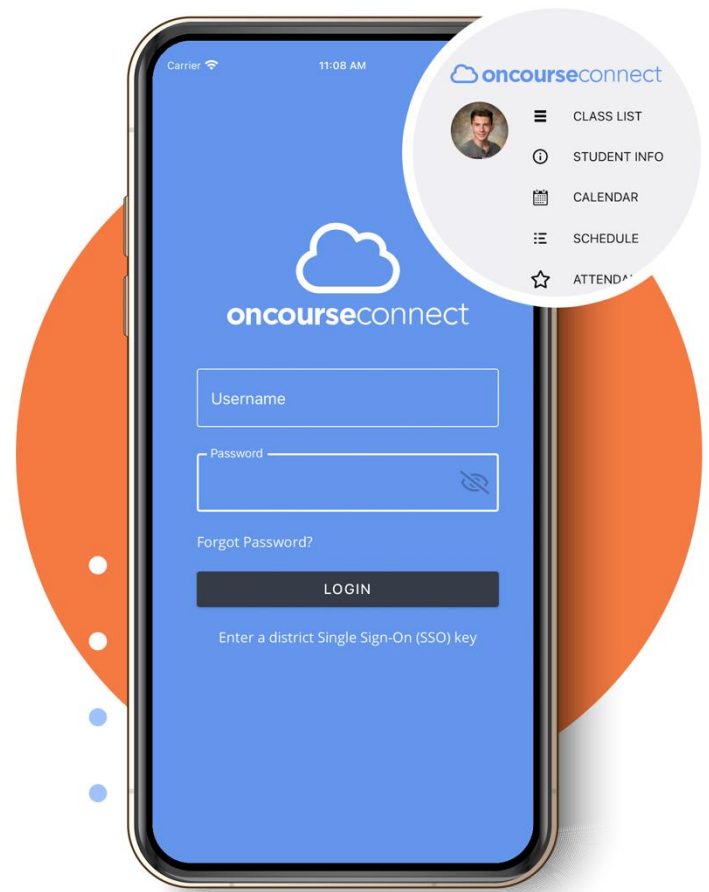 Carrier
11:08 AM
oncourseconnect
CLASS LIST
STUDENT INFO
CALENDAR
SCHEDULE
oncourseconnect
Username
Password
Forgot Password?
LOGIN
Enter a district Single Sign-On (SSO) key